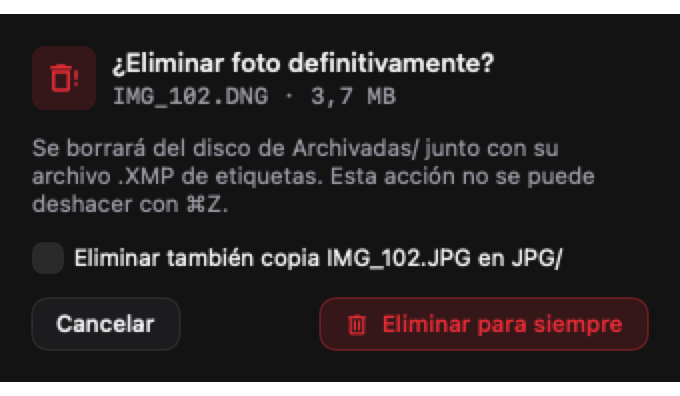 ¿Eliminar foto definitivamente?
IMG_102.DNG · 3,7 MB
Se borrará del disco de Archivadas/ junto con su
archivo .XMP de etiquetas. Esta acción no se puede
deshacer con ⌘Z.
Eliminar también copia IMG_102.JPG en JPG/
Cancelar
Eliminar para siempre